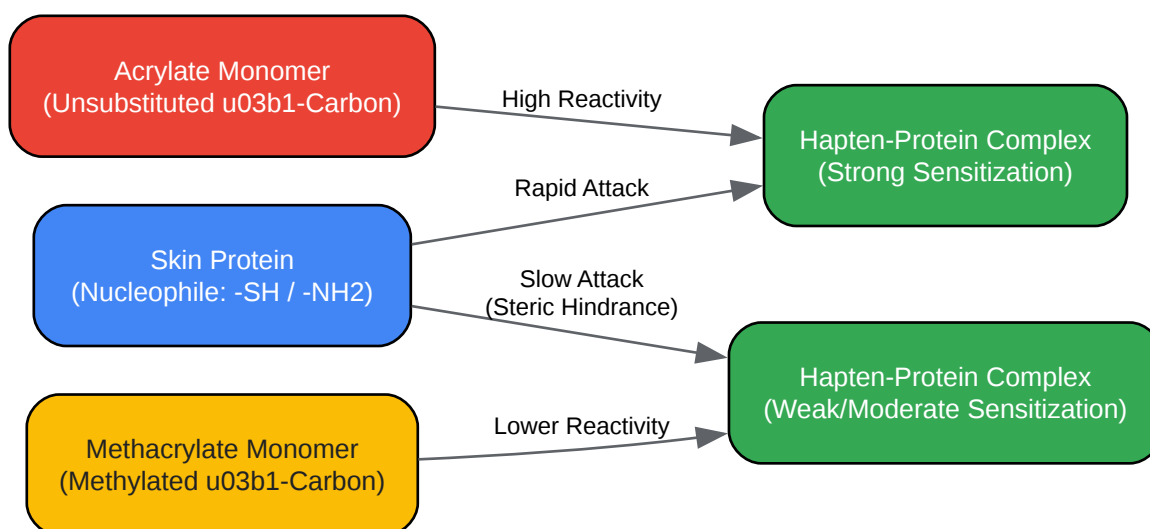 Acrylate Monomer
(Unsubstituted u03b1-Carbon)
High Reactivity
Hapten-Protein Complex
(Strong Sensitization)
Rapid Attack
Skin Protein
(Nucleophile: -SH / -NH2)
Slow Attack
(Steric Hindrance)
Hapten-Protein Complex
(Weak/Moderate Sensitization)
Lower Reactivity
Methacrylate Monomer
(Methylated u03b1-Carbon)